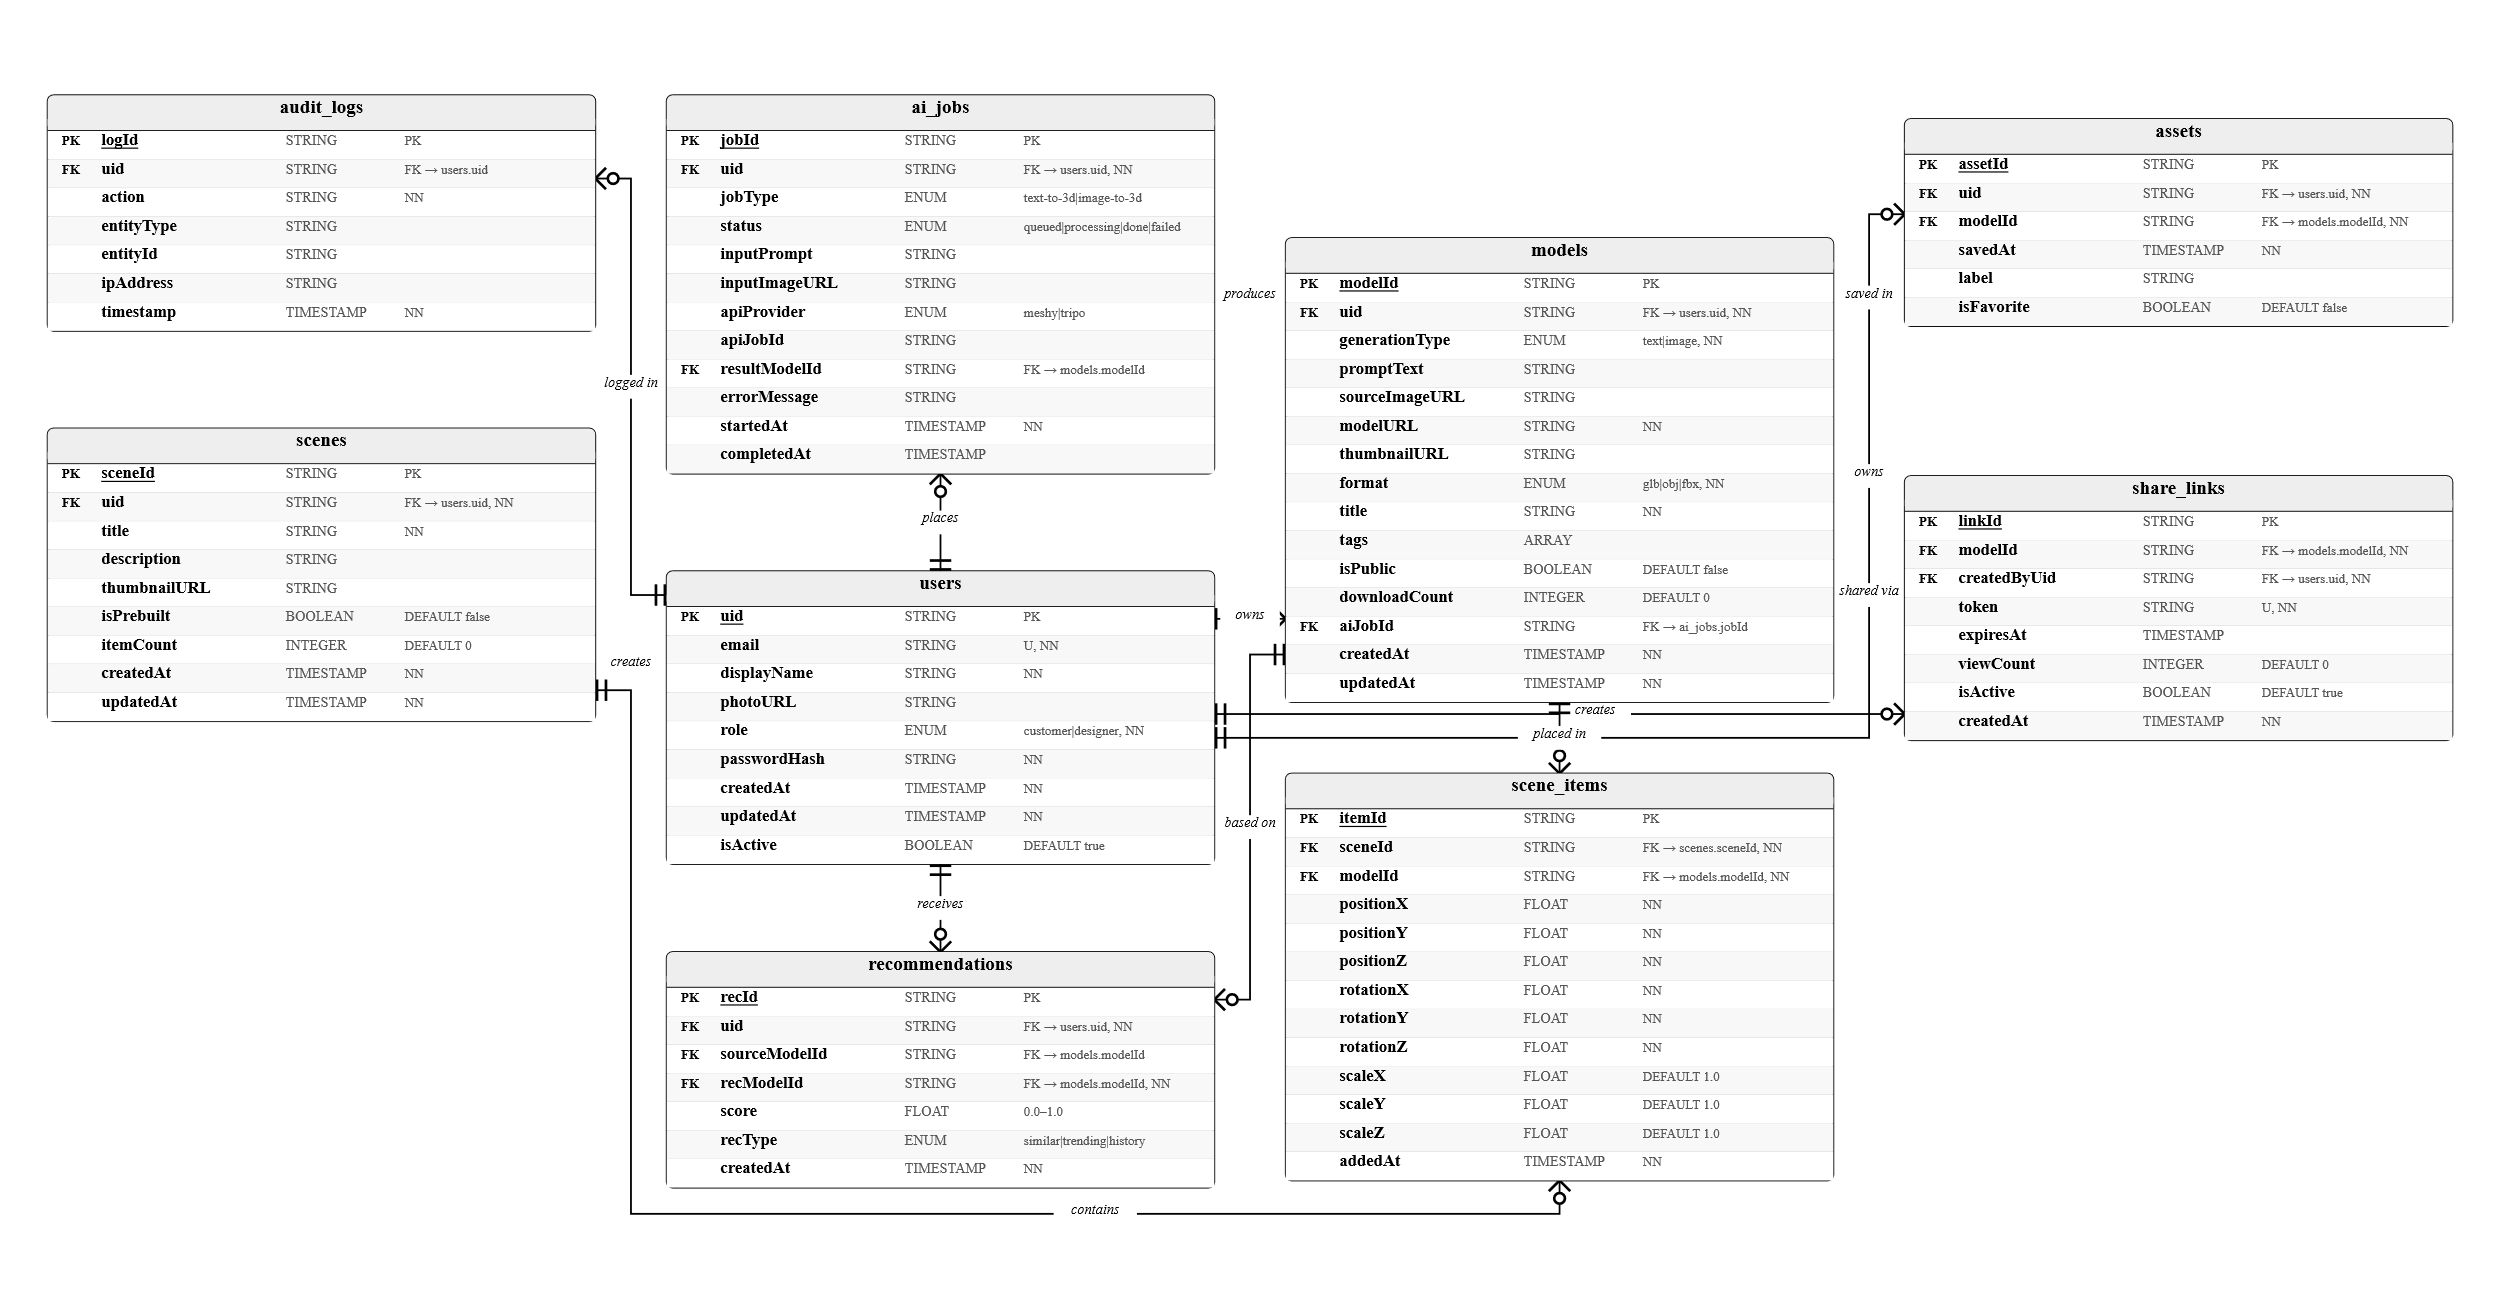 audit_logs
PK logId STRING PK
FK uid STRING FK → users.uid
action STRING NN
entityType STRING
entityId STRING
ipAddress STRING
timestamp TIMESTAMP NN
ai_jobs
PK jobId STRING PK
FK uid STRING FK → users.uid, NN
jobType ENUM text-to-3d|image-to-3d
status ENUM queued|processing|done|failed
inputPrompt STRING
inputImageURL STRING
apiProvider ENUM meshy|tripo
apiJobId STRING
FK resultModelId STRING FK → models.modelId
errorMessage STRING
startedAt TIMESTAMP NN
completedAt TIMESTAMP
produces
models
PK modelId STRING PK
FK uid STRING FK → users.uid, NN
generationType ENUM text|image, NN
promptText STRING
sourceImageURL STRING
modelURL STRING NN
thumbnailURL STRING
format ENUM glb|obj|fbx, NN
title STRING NN
tags ARRAY
isPublic BOOLEAN DEFAULT false
downloadCount INTEGER DEFAULT 0
FK aiJobId STRING FK → ai_jobs.jobId
createdAt TIMESTAMP NN
updatedAt TIMESTAMP NN
saved in
assets
PK assetId STRING PK
FK uid STRING FK → users.uid, NN
FK modelId STRING FK → models.modelId, NN
savedAt TIMESTAMP NN
label STRING
isFavorite BOOLEAN DEFAULT false
logged in
owns
scenes
PK sceneId STRING PK
FK uid STRING FK → users.uid, NN
title STRING NN
description STRING
thumbnailURL STRING
isPrebuilt BOOLEAN DEFAULT false
itemCount INTEGER DEFAULT 0
createdAt TIMESTAMP NN
updatedAt TIMESTAMP NN
creates
places
users
PK uid STRING PK
email STRING U, NN
displayName STRING NN
photoURL STRING
role ENUM customer|designer, NN
passwordHash STRING NN
createdAt TIMESTAMP NN
updatedAt TIMESTAMP NN
isActive BOOLEAN DEFAULT true
owns
shared via
share_links
PK linkId STRING PK
FK modelId STRING FK → models.modelId, NN
FK createdByUid STRING FK → users.uid, NN
token STRING U, NN
expiresAt TIMESTAMP
viewCount INTEGER DEFAULT 0
isActive BOOLEAN DEFAULT true
createdAt TIMESTAMP NN
creates
placed in
based on
receives
scene_items
PK itemId STRING PK
FK sceneId STRING FK → scenes.sceneId, NN
FK modelId STRING FK → models.modelId, NN
positionX FLOAT NN
positionY FLOAT NN
positionZ FLOAT NN
rotationX FLOAT NN
rotationY FLOAT NN
rotationZ FLOAT NN
scaleX FLOAT DEFAULT 1.0
scaleY FLOAT DEFAULT 1.0
scaleZ FLOAT DEFAULT 1.0
addedAt TIMESTAMP NN
recommendations
PK recId STRING PK
FK uid STRING FK → users.uid, NN
FK sourceModelId STRING FK → models.modelId
FK recModelId STRING FK → models.modelId, NN
score FLOAT 0.0–1.0
recType ENUM similar|trending|history
createdAt TIMESTAMP NN
contains